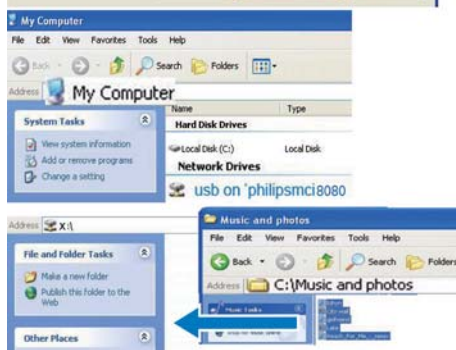 My Computer
File Edit View Favorites Tools Help
Back Search Folders
Address My Computer
Name Type
System Tasks
Hard Disk Drives
View system information
Local Disk (C:) Local Disk
Add or remove programs
Change a setting
Network Drives
usb on 'philipsmci8080
Address X:\
File and Folder Tasks
Make a new folder
Publish this folder to the
Web
Other Places
Music and photos
File Edit View Favorites Tools Help
Back Search Folders
Address C:\Music and photos
Music Tasks